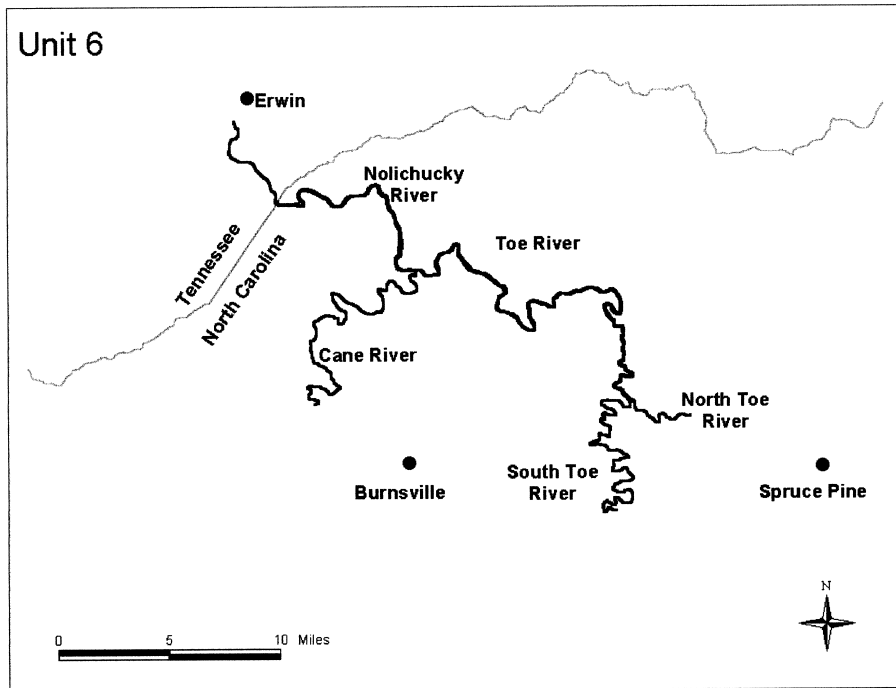 Unit 6
Erwin
Nolichucky
River
Toe River
Tennessee
North Carolina
Cane River
North Toe
River
South Toe
River
Burnsville
Spruce Pine
N
0 5 10 Miles